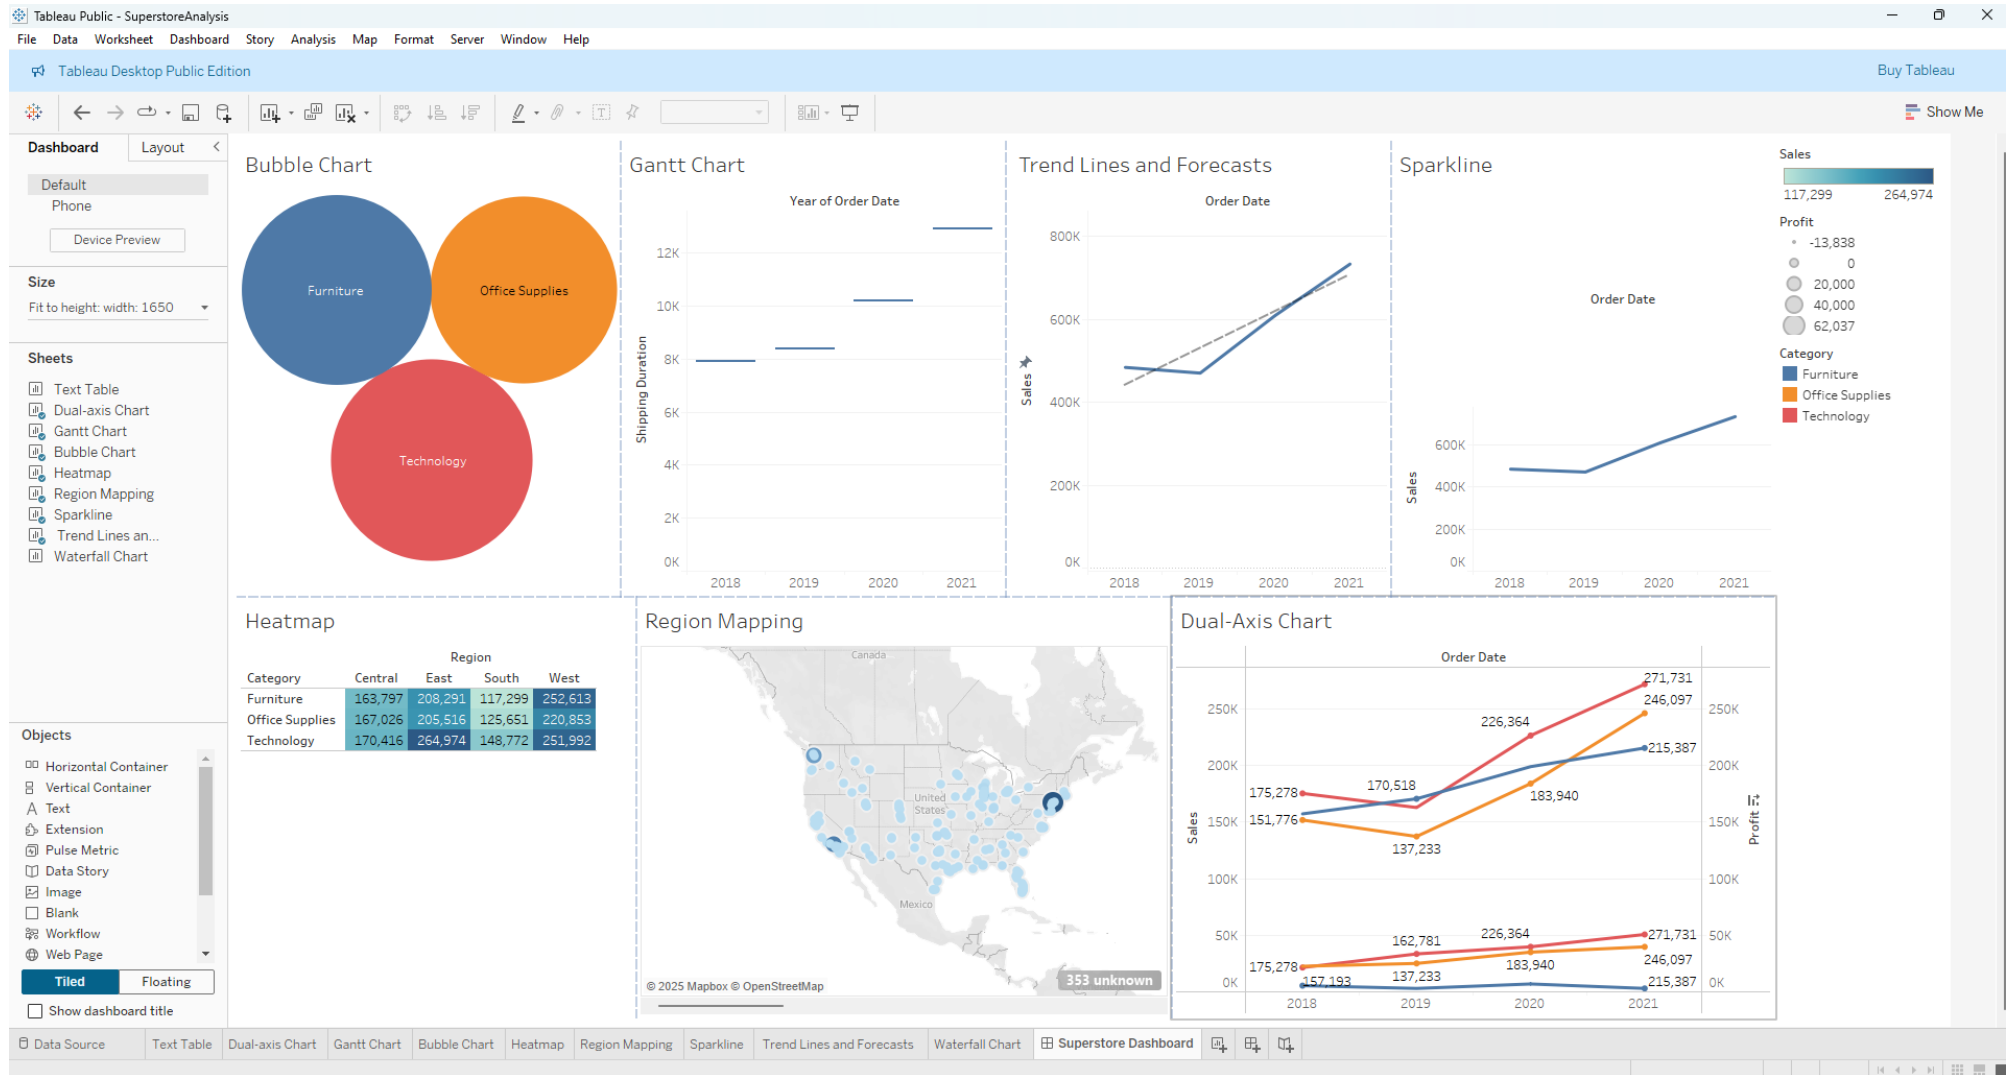 Tableau Public - SuperstoreAnalysis
File Data Worksheet Dashboard Story Analysis Map Format Server Window Help
Tableau Desktop Public Edition
Buy Tableau
Show Me
Dashboard Layout
Default
Phone
Device Preview
Size
Fit to height: width: 1650
Sheets
Text Table
Dual-axis Chart
Gantt Chart
Bubble Chart
Heatmap
Region Mapping
Sparkline
Trend Lines an...
Waterfall Chart
Objects
Horizontal Container
Vertical Container
A Text
Extension
Pulse Metric
Data Story
Image
Blank
Workflow
Web Page
Tiled Floating
Show dashboard title
Bubble Chart
Furniture
Office Supplies
Technology
Gantt Chart
Year of Order Date
Shipping Duration
12K
10K
8K
6K
4K
2K
0K
2018 2019 2020 2021
Trend Lines and Forecasts
Order Date
Sales
800K
600K
400K
200K
0K
2018 2019 2020 2021
Sparkline
Order Date
Sales
600K
400K
200K
0K
2018 2019 2020 2021
Sales
117,299 264,974
Profit
-13,838
0
20,000
40,000
62,037
Category
Furniture
Office Supplies
Technology
Heatmap
Region
Category Central East South West
Furniture 163,797 208,291 117,299 252,613
Office Supplies 167,026 205,516 125,651 220,853
Technology 170,416 264,974 148,772 251,992
Region Mapping
Canada
United
States
Mexico
© 2025 Mapbox © OpenStreetMap
353 unknown
Dual-Axis Chart
Order Date
Sales
Profit
271,731
250K 246,097 250K
226,364
215,387
200K 200K
175,278 170,518
183,940
150K 151,776 150K
137,233
100K 100K
50K 162,781 226,364 271,731 50K
175,278 137,233 183,940 246,097
0K 157,193 215,387 0K
2018 2019 2020 2021
Data Source Text Table Dual-axis Chart Gantt Chart Bubble Chart Heatmap Region Mapping Sparkline Trend Lines and Forecasts Waterfall Chart Superstore Dashboard